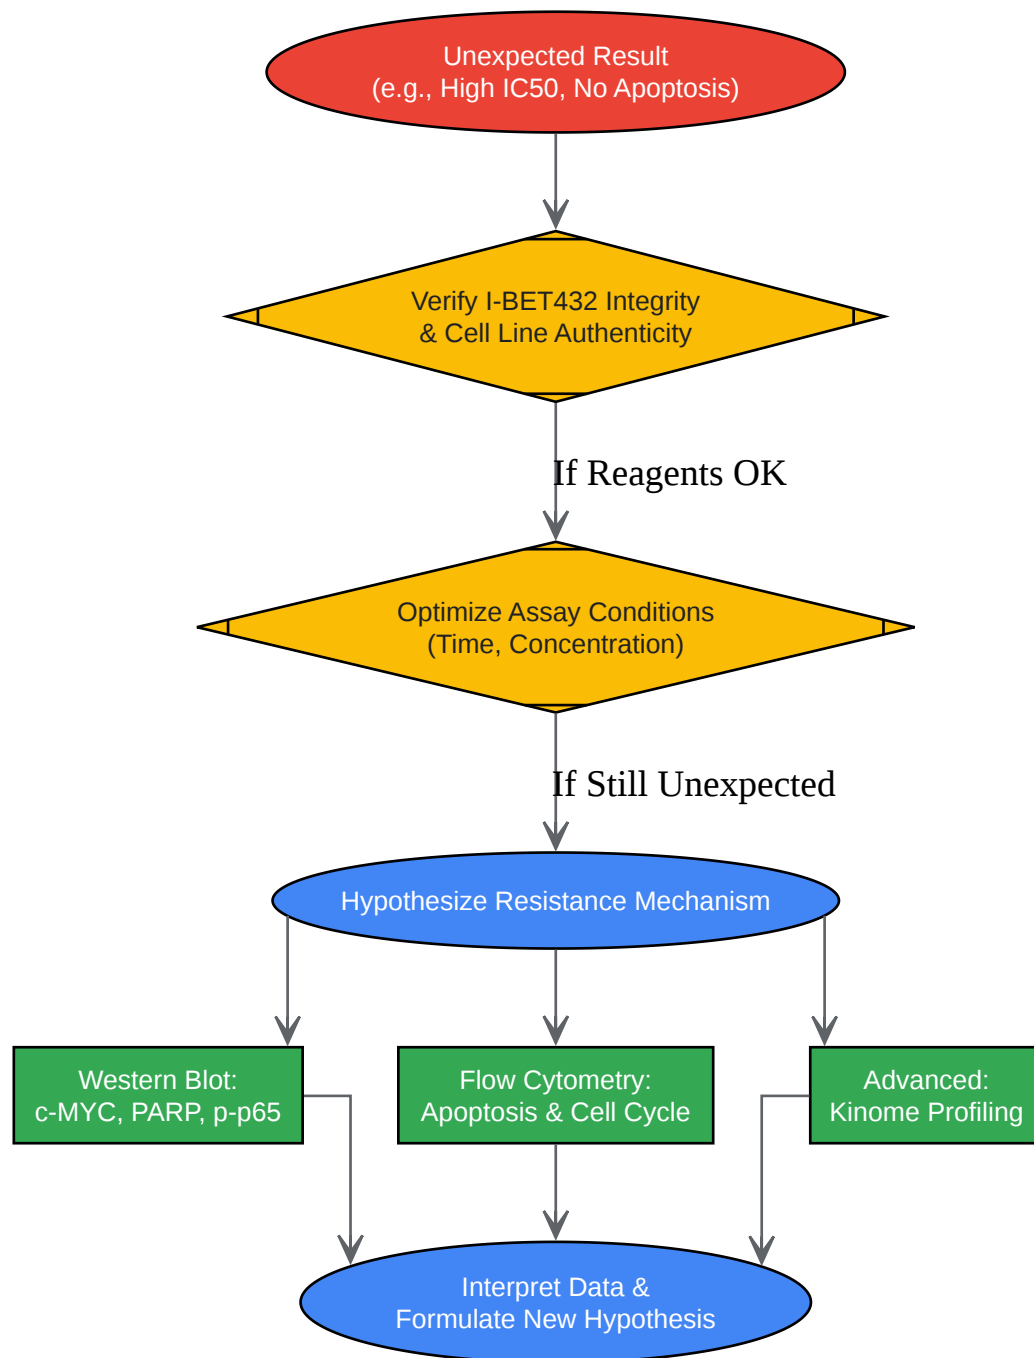 Unexpected Result
(e.g., High IC50, No Apoptosis)
Verify I-BET432 Integrity
& Cell Line Authenticity
If Reagents OK
Optimize Assay Conditions
(Time, Concentration)
If Still Unexpected
Hypothesize Resistance Mechanism
Western Blot:
c-MYC, PARP, p-p65
Flow Cytometry:
Apoptosis & Cell Cycle
Advanced:
Kinome Profiling
Interpret Data &
Formulate New Hypothesis